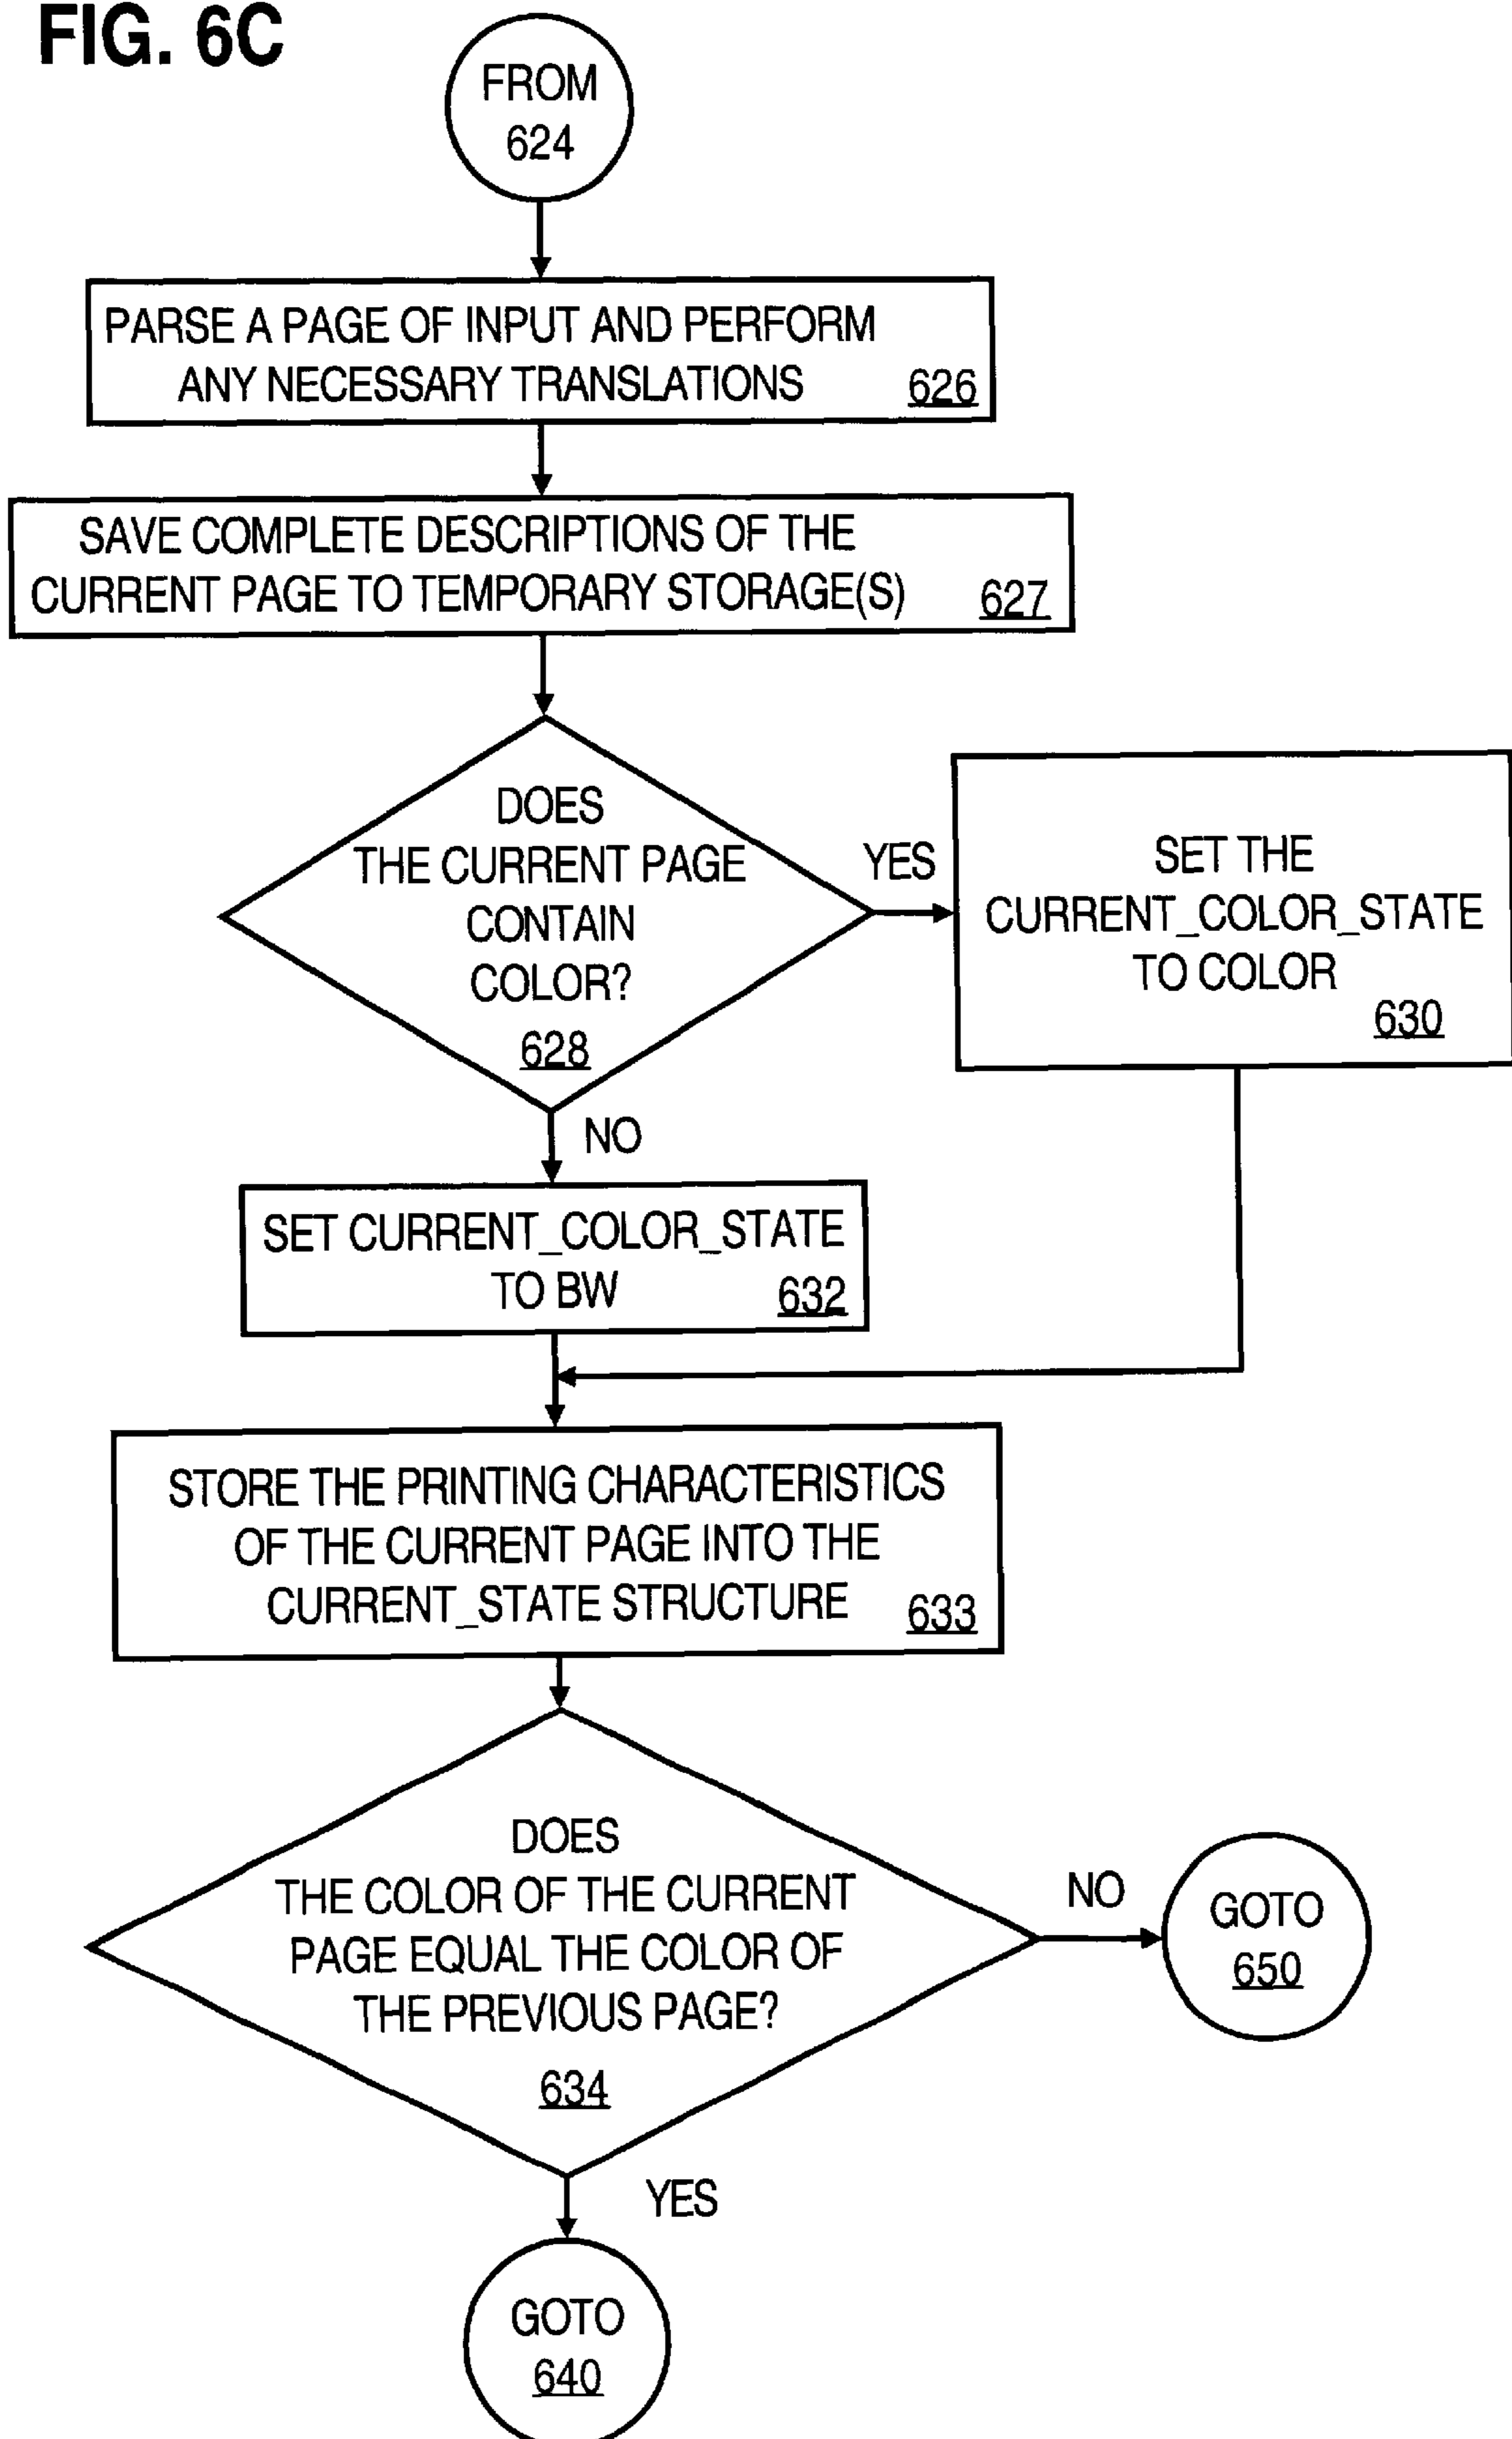 FIG. 6C
FROM
624
PARSE A PAGE OF INPUT AND PERFORM
ANY NECESSARY TRANSLATIONS 626
SAVE COMPLETE DESCRIPTIONS OF THE
CURRENT PAGE TO TEMPORARY STORAGE(S) 627
DOES
THE CURRENT PAGE
CONTAIN
COLOR?
628
YES
SET THE
CURRENT_COLOR_STATE
TO COLOR
630
NO
SET CURRENT_COLOR_STATE
TO BW 632
STORE THE PRINTING CHARACTERISTICS
OF THE CURRENT PAGE INTO THE
CURRENT_STATE STRUCTURE 633
DOES
THE COLOR OF THE CURRENT
PAGE EQUAL THE COLOR OF
THE PREVIOUS PAGE?
634
NO
GOTO
650
YES
GOTO
640